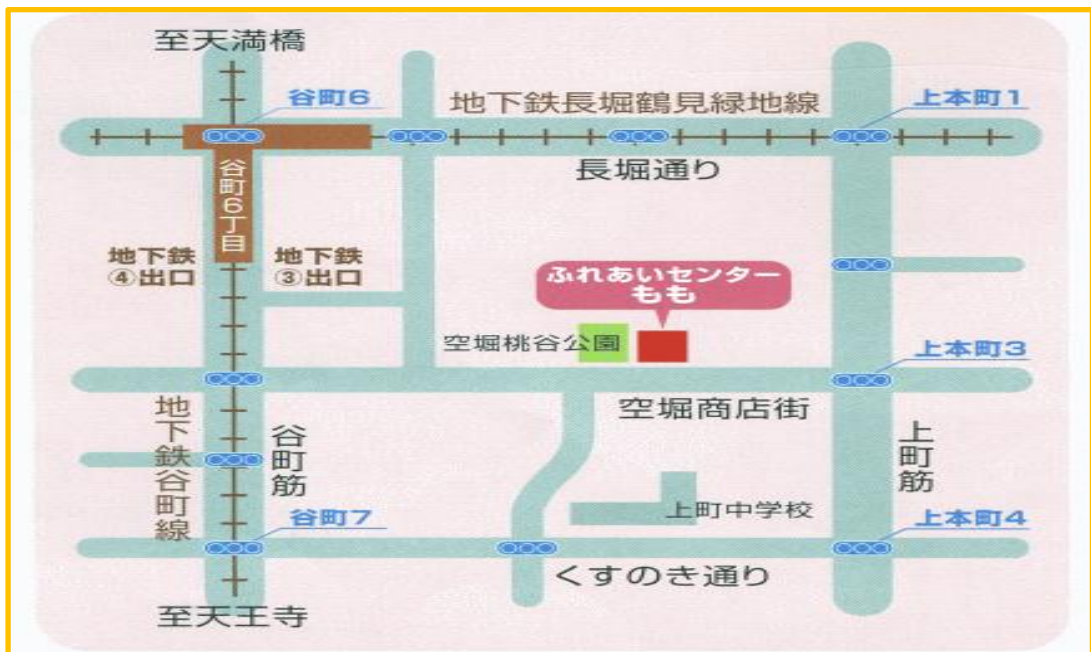 至天満橋
谷町6
地下鉄長堀鶴見緑地線
上本町1
長堀通り
谷町6丁目
地下鉄
④出口
地下鉄
③出口
ふれあいセンター
もも
空堀桃谷公園
上本町3
空堀商店街
地下鉄谷町線
谷町筋
上町筋
上町中学校
谷町7
上本町4
くすのき通り
至天王寺